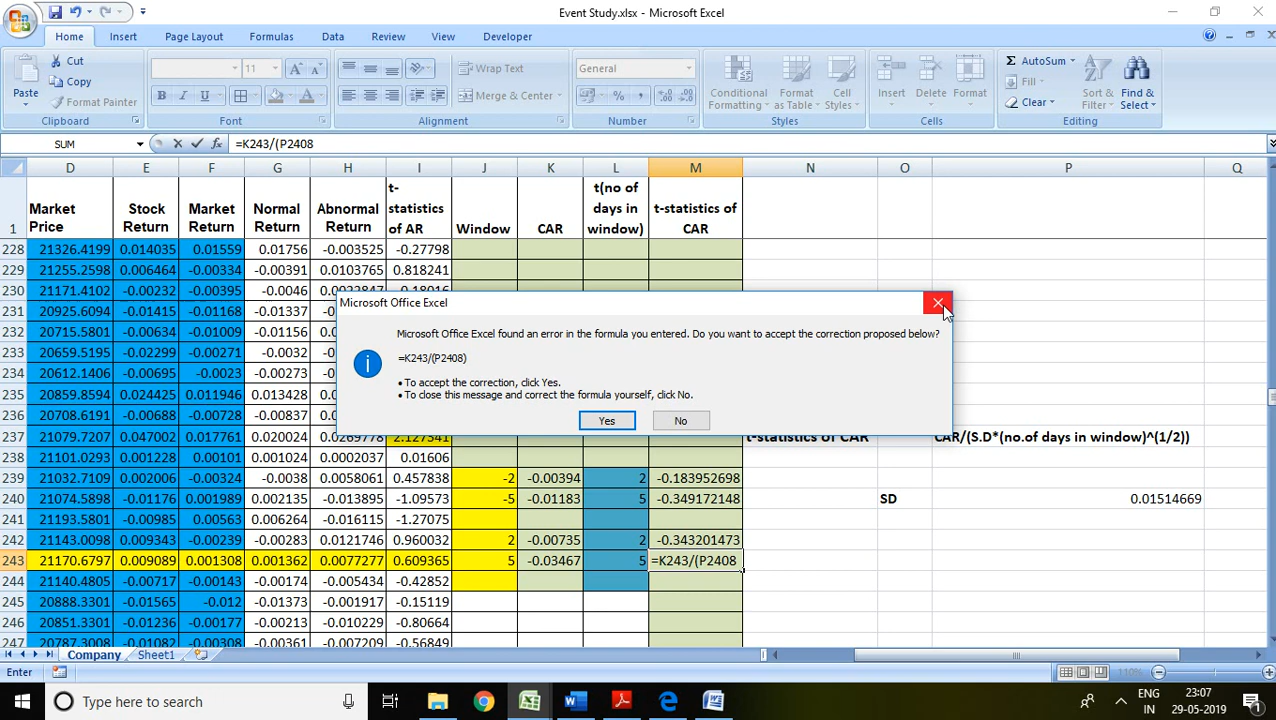 Event Study.xlsx - Microsoft Excel
Home Insert Page Layout Formulas Data Review View Developer
Paste Cut Copy Format Painter
11 A A Wrap Text General
B I U A Merge & Center % ,
Conditional Formatting Format as Table Cell Styles
Insert Delete Format
AutoSum Fill Clear
Sort & Filter Find & Select
Clipboard Font Alignment Number Styles Cells Editing
SUM fx =K243/(P2408
D E F G H I J K L M N O P Q
1 Market Price Stock Return Market Return Normal Return Abnormal Return t-statistics of AR Window CAR t(no of days in window) t-statistics of CAR
228 21326.4199 0.014035 0.01559 0.01756 -0.003525 -0.27798
229 21255.2598 0.006464 -0.00334 -0.00391 0.0103765 0.818241
230 21171.4102 -0.00232 -0.00395 -0.0046
231 20925.6094 -0.01415 -0.01168 -0.01337
232 20715.5801 -0.00634 -0.01009 -0.01156
233 20659.5195 -0.02299 -0.00271 -0.0032
234 20612.1406 -0.00695 -0.0023 -0.00273
235 20859.8594 0.024425 0.011946 0.013428
236 20708.6191 -0.00688 -0.00728 -0.00837
237 21079.7207 0.047002 0.017761 0.020024 0.0269778 2.127341 t-statistics of CAR CAR/(S.D*(no.of days in window)^(1/2))
238 21101.0293 0.001228 0.00101 0.001024 0.0002037 0.01606
239 21032.7109 0.002006 -0.00324 -0.0038 0.0058061 0.457838 -2 -0.00394 2 -0.183952698
240 21074.5898 -0.01176 0.001989 0.002135 -0.013895 -1.09573 -5 -0.01183 5 -0.349172148 SD 0.01514669
241 21193.5801 -0.00985 0.00563 0.006264 -0.016115 -1.27075
242 21143.0098 0.009343 -0.00239 -0.00285 0.0121746 0.960032 2 -0.00735 2 -0.343201473
243 21170.6797 0.009089 0.001308 0.001362 0.0077277 0.609365 5 -0.03467 5 =K243/(P2408
244 21140.4805 -0.00717 -0.00143 -0.00174 -0.005434 -0.42852
245 20888.3301 -0.01565 -0.012 -0.01373 -0.001917 -0.15119
246 20851.3301 -0.01236 -0.00177 -0.00213 -0.010229 -0.80664
247 20787.3008 -0.01082 -0.00308 -0.00361 -0.007209 -0.56849
Microsoft Office Excel
Microsoft Office Excel found an error in the formula you entered. Do you want to accept the correction proposed below?
=K243/(P2408)
• To accept the correction, click Yes.
• To close this message and correct the formula yourself, click No.
Yes No
Company Sheet1
Enter 110%
Type here to search
ENG 23:07
IN 29-05-2019
1